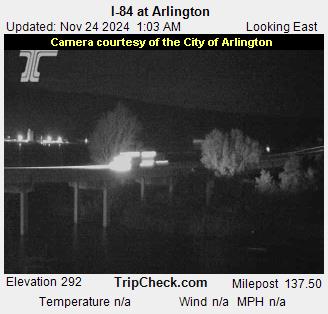 I-84 at Arlington
Updated: Nov 24 2024 1:03 AM Looking East
Camera courtesy of the City of Arlington
Elevation 292 TripCheck.com Milepost 137.50
Temperature n/a Wind n/a MPH n/a